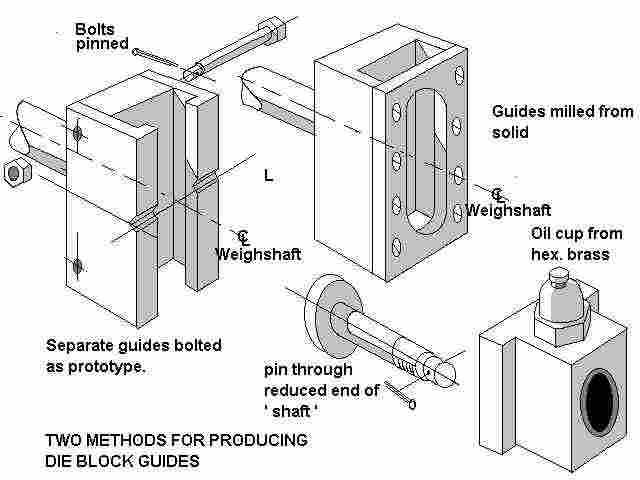 Bolts
pinned
Guides milled from
solid
L
℄
Weighshaft
℄
Weighshaft
Oil cup from
hex. brass
Separate guides bolted
as prototype.
pin through
reduced end of
' shaft '
TWO METHODS FOR PRODUCING
DIE BLOCK GUIDES